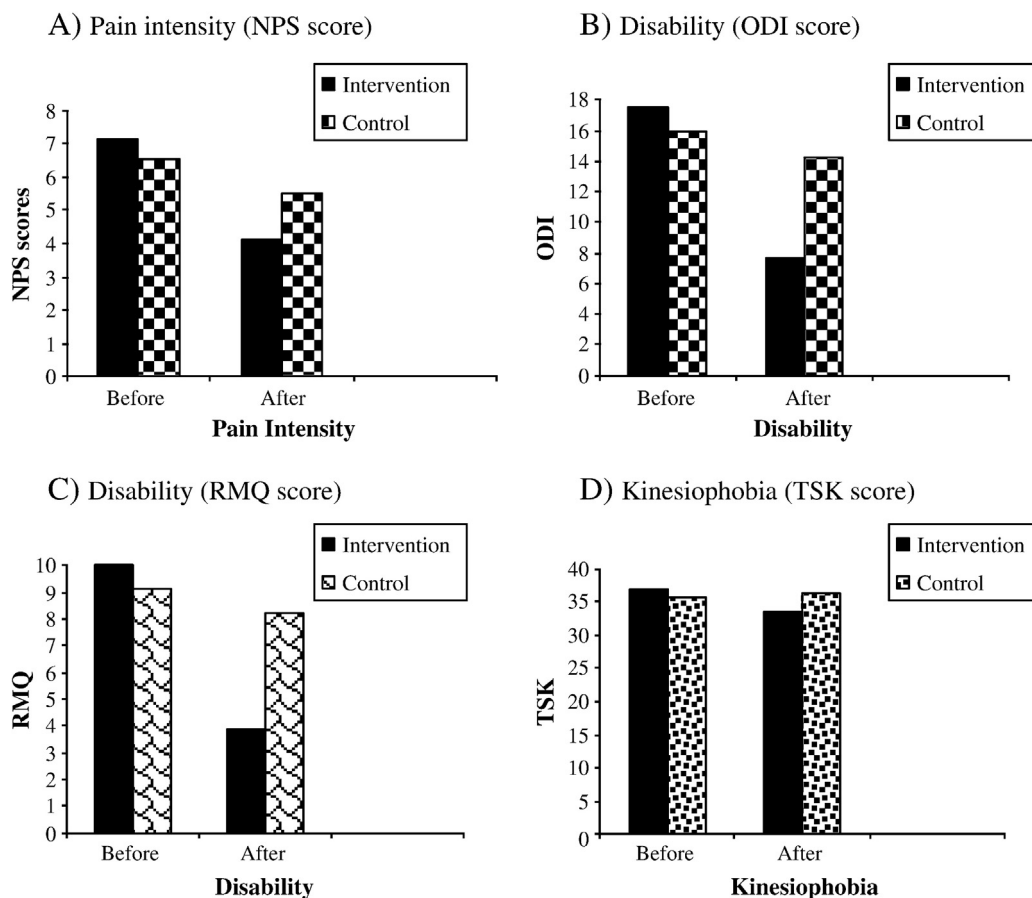 A) Pain intensity (NPS score)
Intervention
Control
8
7
6
5
4
3
2
1
0
NPS scores
Before
After
Pain Intensity
B) Disability (ODI score)
Intervention
Control
18
16
14
12
10
8
6
4
2
0
ODI
Before
After
Disability
C) Disability (RMQ score)
Intervention
Control
10
9
8
7
6
5
4
3
2
1
0
RMQ
Before
After
Disability
D) Kinesiophobia (TSK score)
Intervention
Control
40
35
30
25
20
15
10
5
0
TSK
Before
After
Kinesiophobia